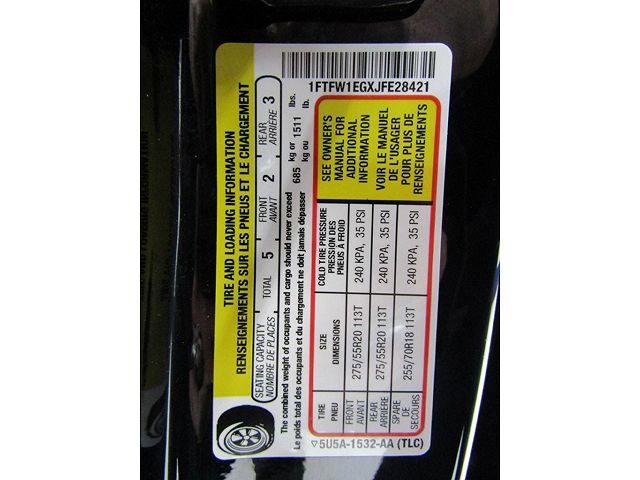 TIRE AND LOADING INFORMATION
RENSEIGNEMENTS SUR LES PNEUS ET LE CHARGEMENT
SEATING CAPACITY TOTAL 5 FRONT 2 REAR 3
NOMBRE DE PLACES AVANT ARRIÈRE
The combined weight of occupants and cargo should never exceed 685 kg or 1511 lbs.
Le poids total des occupants et du chargement ne doit jamais dépasser kg ou lb.
1FTFW1EGXJFE28421
TIRE SIZE COLD TIRE PRESSURE
PNEU DIMENSIONS PRESSION DES
PNEUS À FROID
FRONT 275/55R20 113T 240 KPA, 35 PSI
AVANT
REAR 275/55R20 113T 240 KPA, 35 PSI
ARRIÈRE
SPARE 255/70R18 113T 240 KPA, 35 PSI
DE
SECOURS
SEE OWNER'S
MANUAL FOR
ADDITIONAL
INFORMATION
VOIR LE MANUEL
DE L'USAGER
POUR PLUS DE
RENSEIGNEMENTS
▽5U5A-1532-AA (TLC)